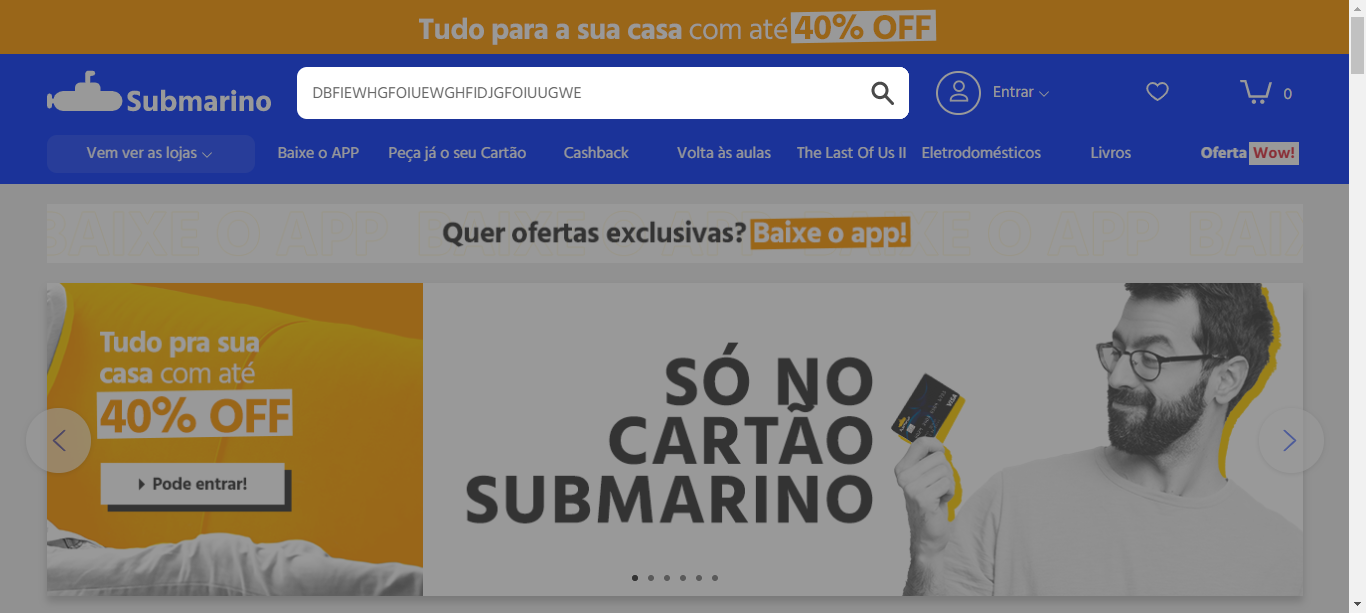 Tudo para a sua casa com até 40% OFF
Submarino
DBFIEWHGFOIUEWGHFIDJGFOIUUGWE
Entrar
0
Vem ver as lojas
Baixe o APP
Peça já o seu Cartão
Cashback
Volta às aulas
The Last Of Us II
Eletrodomésticos
Livros
Oferta Wow!
Quer ofertas exclusivas? Baixe o app!
Tudo pra sua
casa com até
40% OFF
Pode entrar!
SÓ NO
CARTÃO
SUBMARINO
VISA